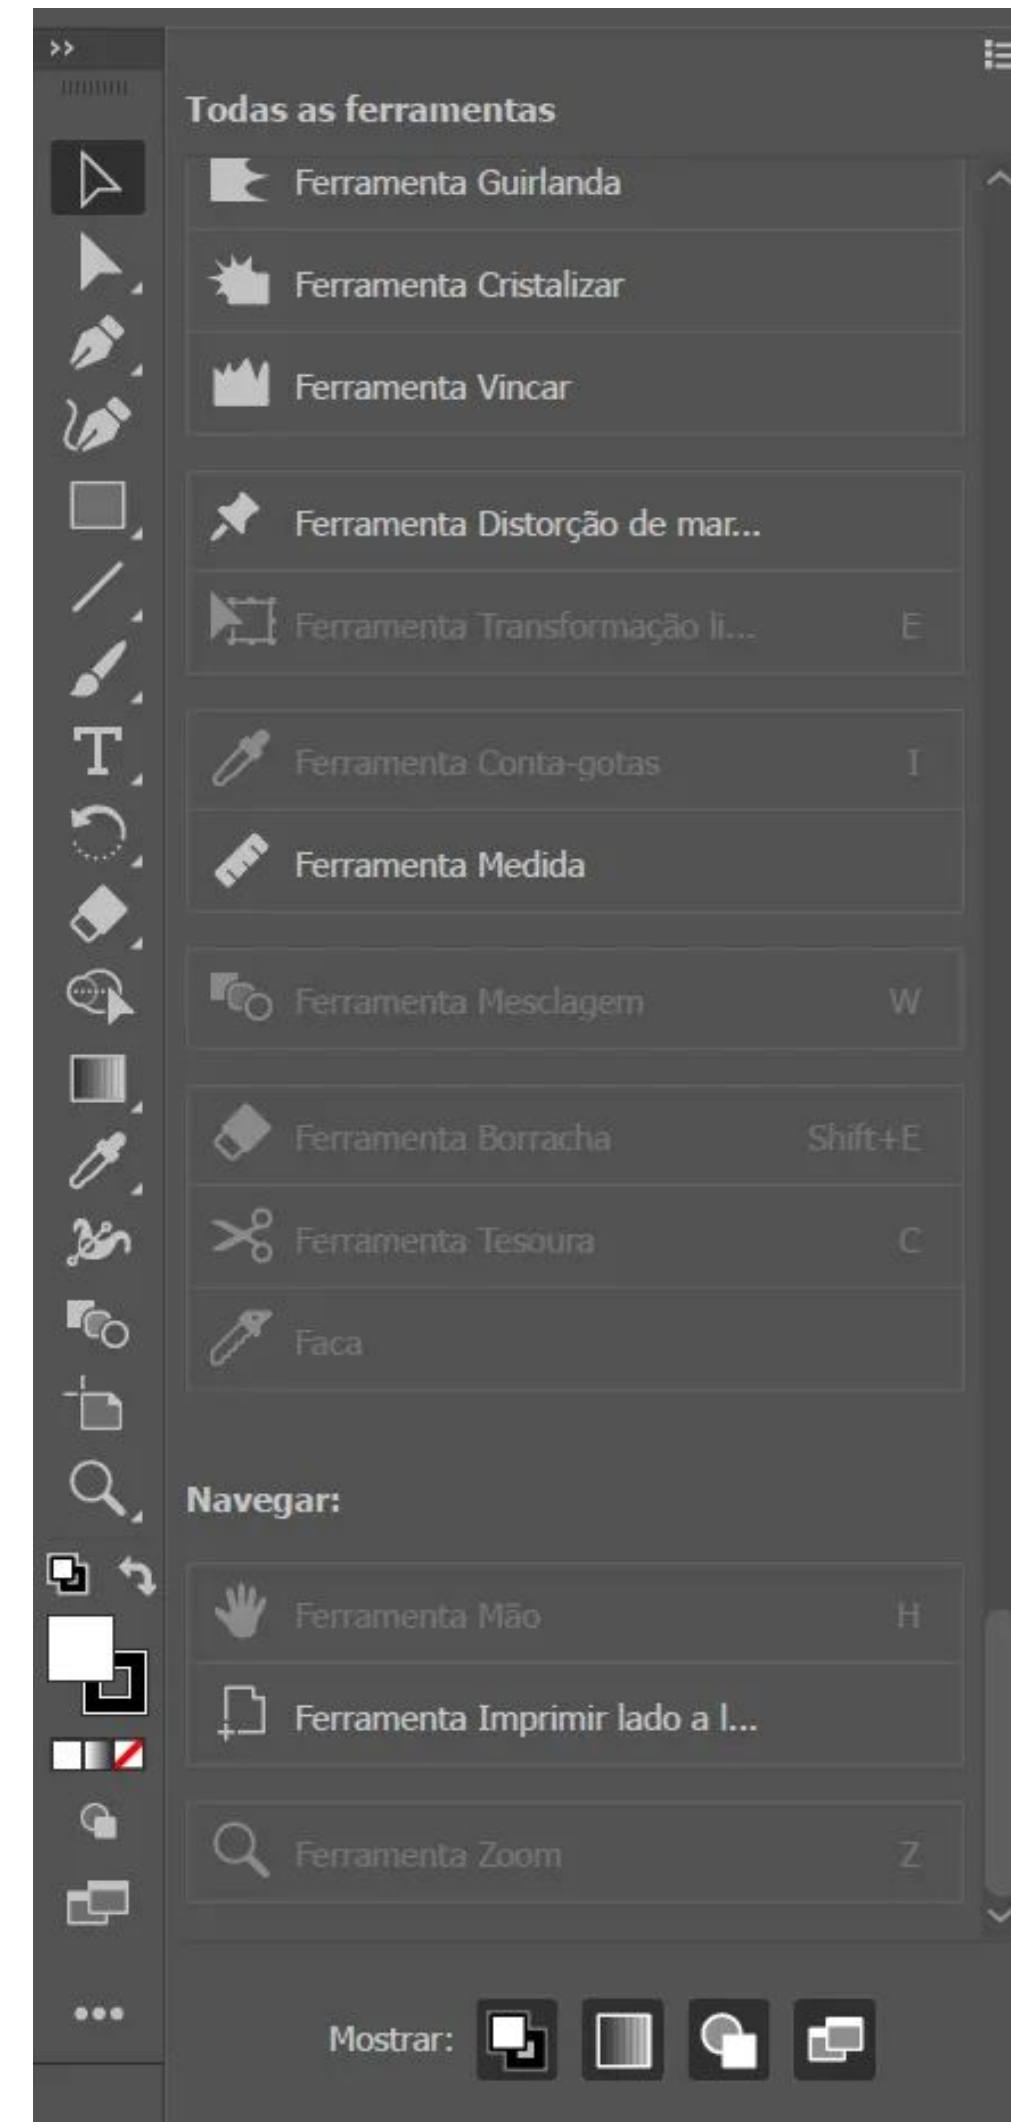 Todas as ferramentas
Ferramenta Guirlanda
Ferramenta Cristalizar
Ferramenta Vincar
Ferramenta Distorção de mar...
Ferramenta Transformação li... E
Ferramenta Conta-gotas I
Ferramenta Medida
Ferramenta Mesclagem W
Ferramenta Borracha Shift+E
Ferramenta Tesoura C
Faca
Navegar:
Ferramenta Mão H
Ferramenta Imprimir lado a l...
Ferramenta Zoom Z
Mostrar: